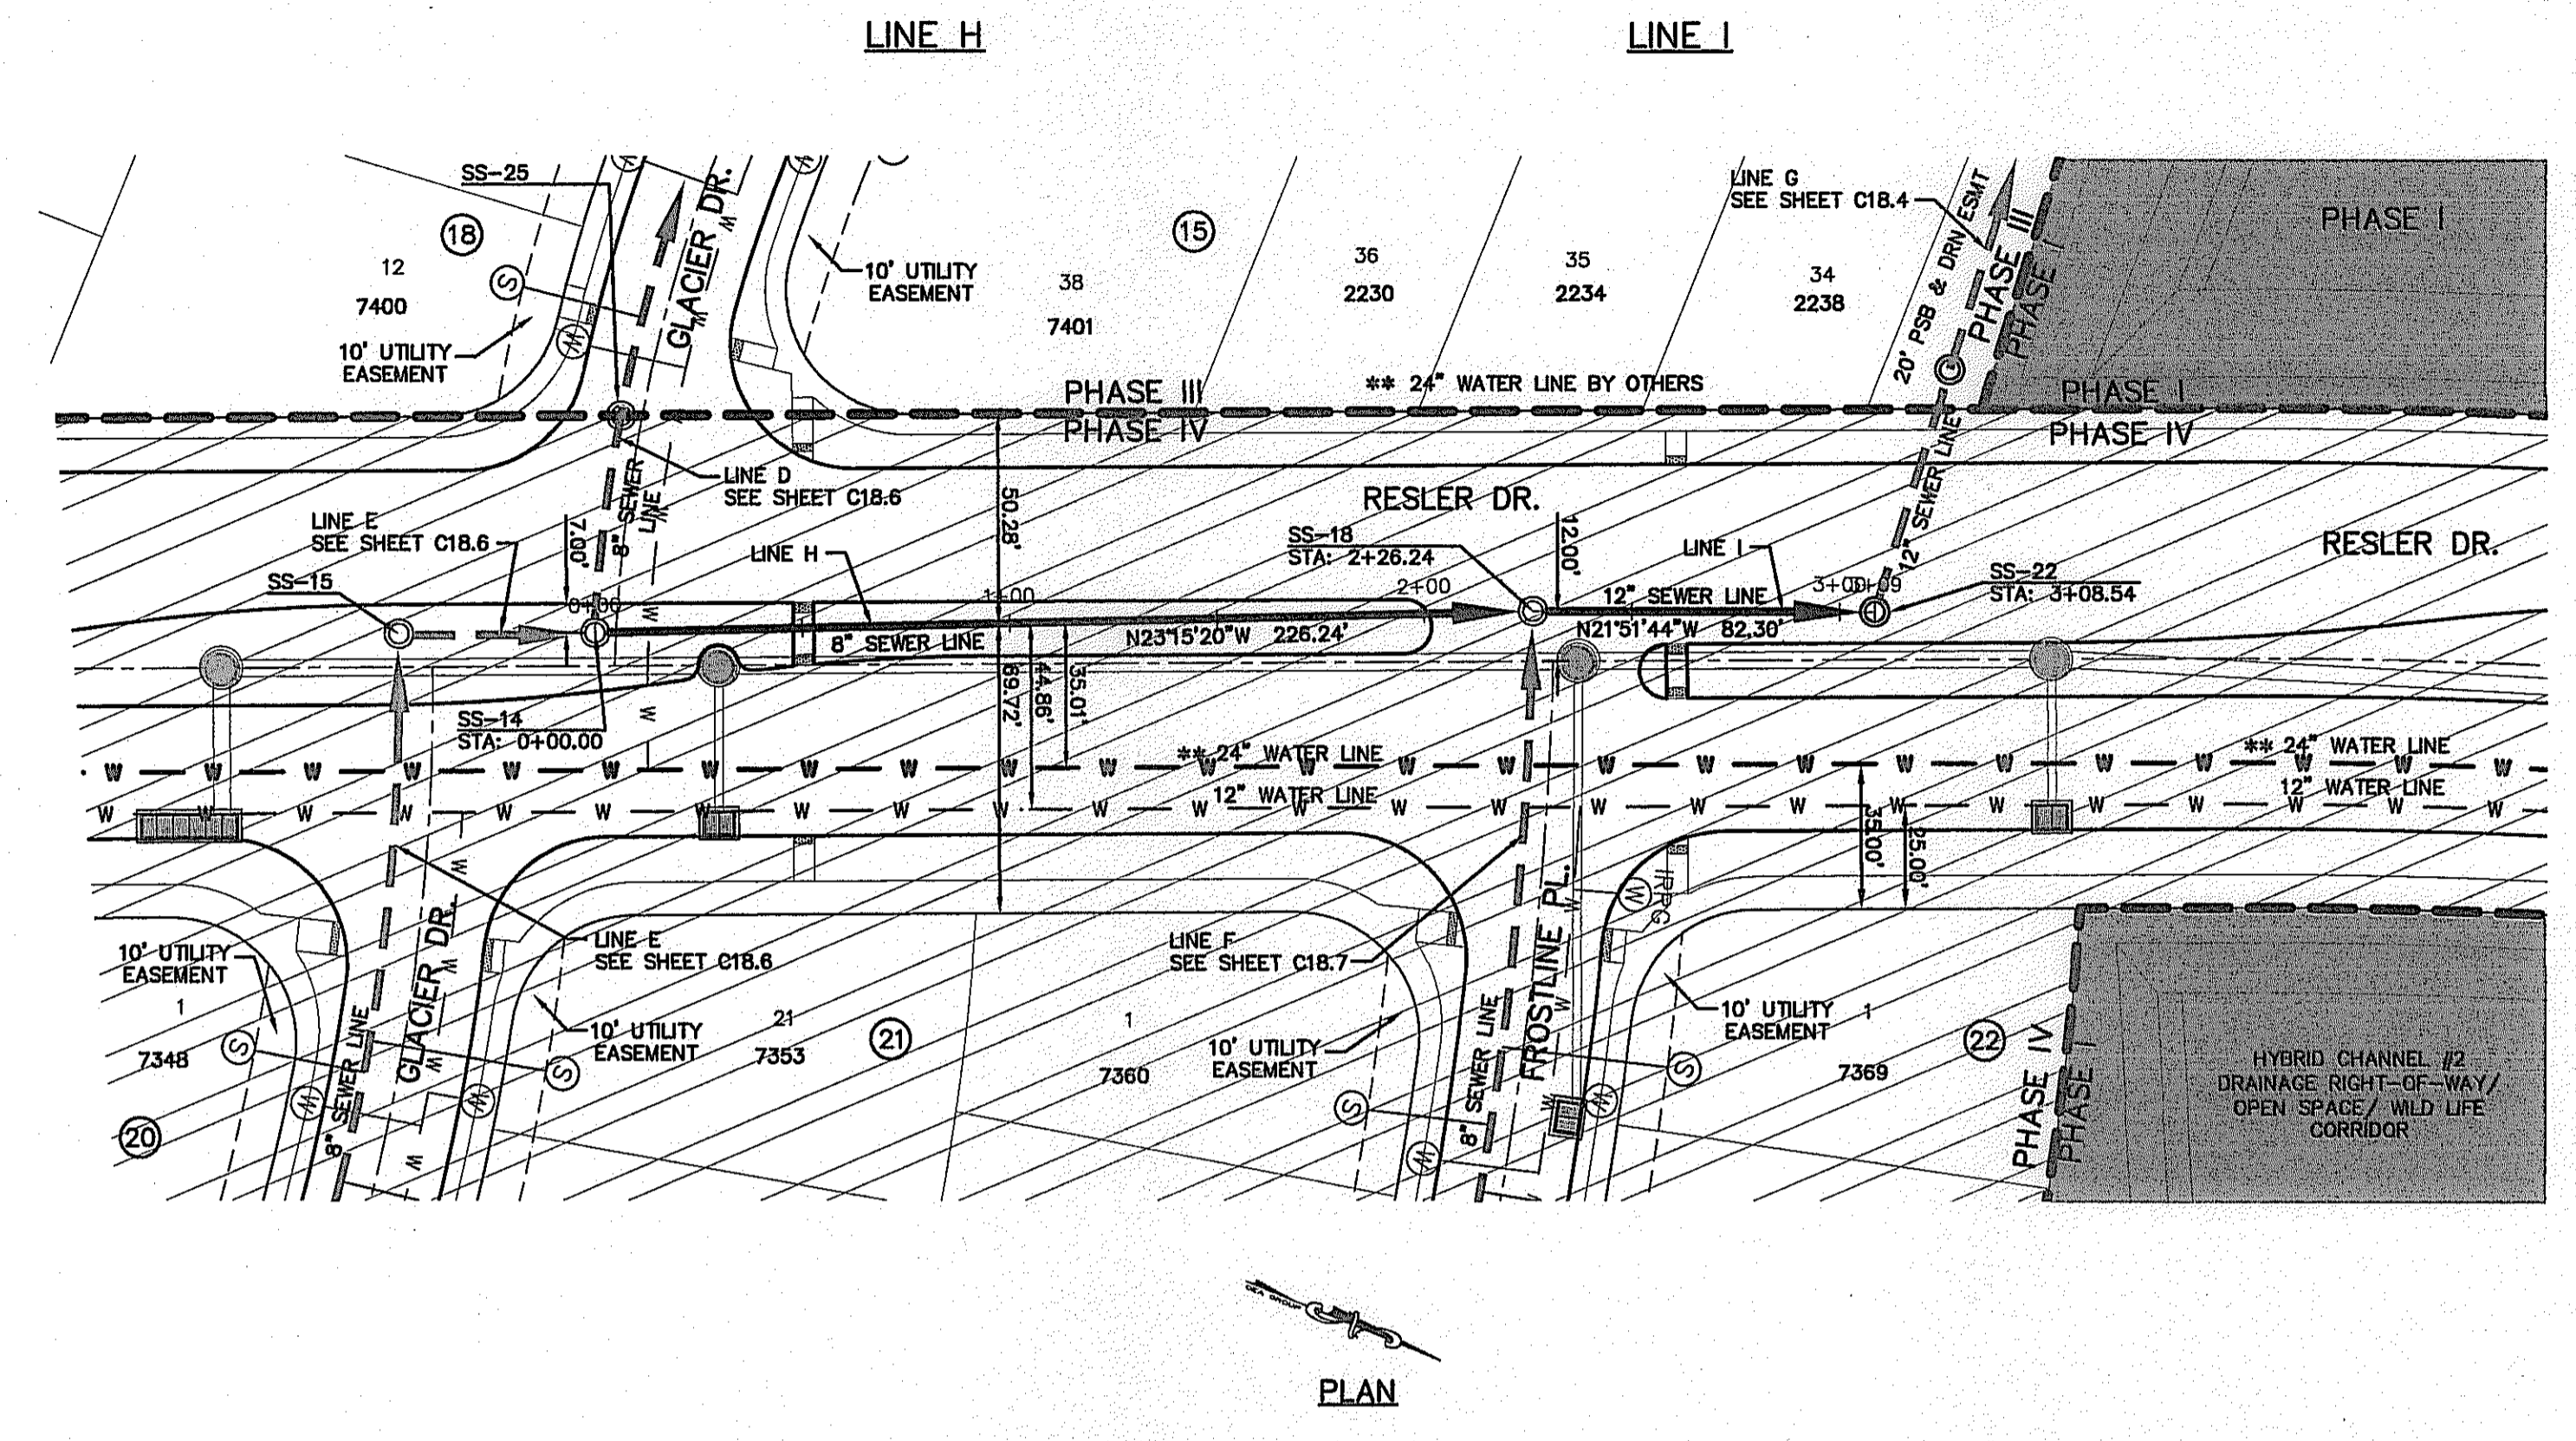 LINE H
LINE I
SS-25
18
12
7400
10' UTILITY
EASEMENT
GLACIER DR.
10' UTILITY
EASEMENT
15
38
7401
36
2230
35
2234
34
2238
LINE G
SEE SHEET C18.4
20' PSB & DRN ESMT
PHASE III
PHASE I
PHASE I
PHASE III
** 24" WATER LINE BY OTHERS
PHASE I
PHASE IV
PHASE IV
LINE D
SEE SHEET C18.6
8" SEWER
LINE
50.28'
RESLER DR.
12" SEWER LINE
RESLER DR.
LINE E
SEE SHEET C18.6
7.00'
LINE H
SS-18
STA: 2+26.24
12.00'
LINE I
SS-15
0+00
1+00
2+00
12" SEWER LINE
3+00
SS-22
STA: 3+08.54
8" SEWER LINE
N23°15'20"W 226.24'
N21°51'44"W 82.30'
69.72'
44.86'
35.01'
SS-14
STA: 0+00.00
W
** 24" WATER LINE
12" WATER LINE
** 24" WATER LINE
12" WATER LINE
35.00'
25.00'
IRRG
LINE E
SEE SHEET C18.6
LINE F
SEE SHEET C18.7
10' UTILITY
EASEMENT
1
7348
20
8" SEWER LINE
GLACIER DR.
10' UTILITY
EASEMENT
21
7353
21
1
7360
10' UTILITY
EASEMENT
8" SEWER LINE
FROSTLINE PL.
10' UTILITY
EASEMENT
1
7369
22
PHASE IV
PHASE I
HYBRID CHANNEL #2
DRAINAGE RIGHT-OF-WAY/
OPEN SPACE/ WILD LIFE
CORRIDOR
DEA GROUP
PLAN